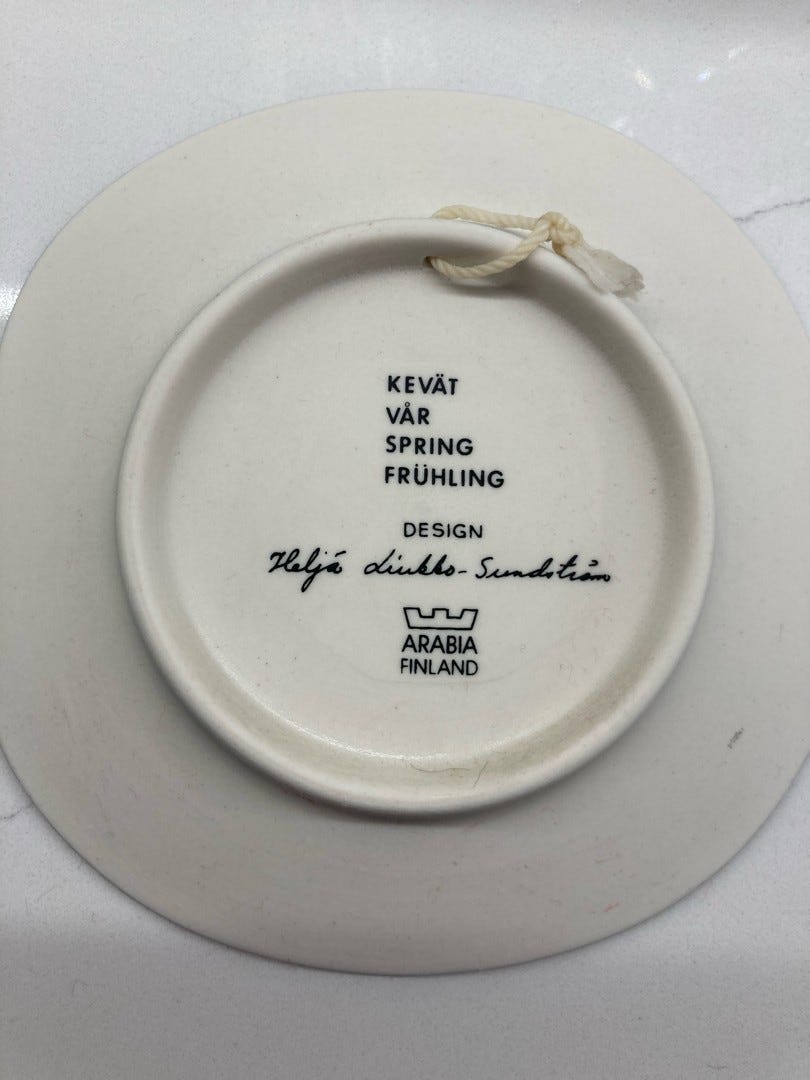 KEVÄT
VÅR
SPRING
FRÜHLING
DESIGN
Heljä Liukko-Sundström
ARABIA
FINLAND